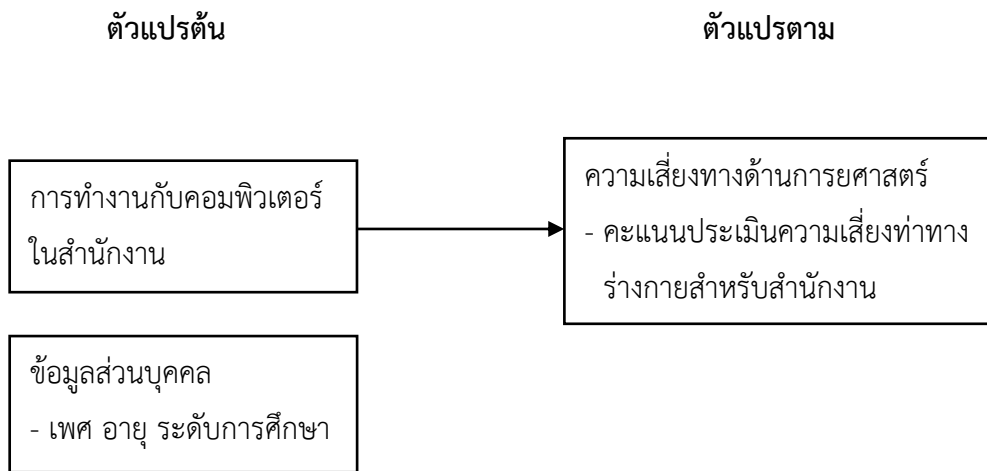 ตัวแปรต้น
ตัวแปรตาม
การทำงานกับคอมพิวเตอร์
ในสำนักงาน
ความเสี่ยงทางด้านการยศาสตร์
- คะแนนประเมินความเสี่ยงท่าทาง
ร่างกายสำหรับสำนักงาน
ข้อมูลส่วนบุคคล
- เพศ อายุ ระดับการศึกษา